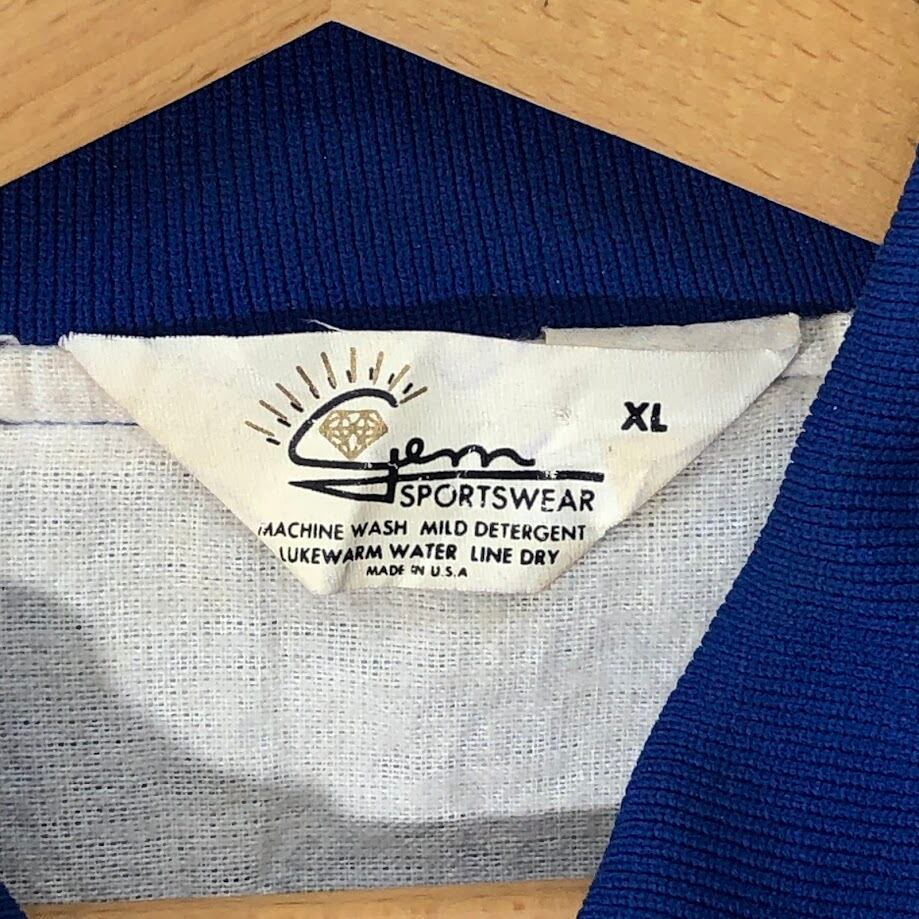 Gem
XL
SPORTSWEAR
MACHINE WASH MILD DETERGENT
LUKEWARM WATER LINE DRY
MADE IN U.S.A